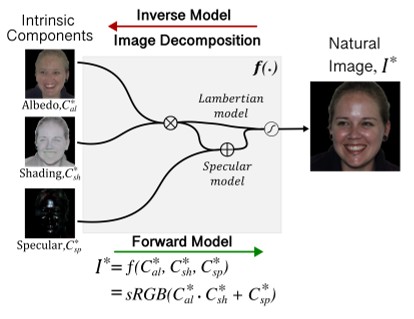 Inverse Model
Intrinsic
Components
Image Decomposition
Natural
Image, I*
f(.)
Albedo,C*al
Lambertian
model
⊗
⊕
Shading,C*sh
Specular
model
Specular,C*sp
Forward Model
I*= f(C*al, C*sh, C*sp)
= sRGB(C*al · C*sh + C*sp)